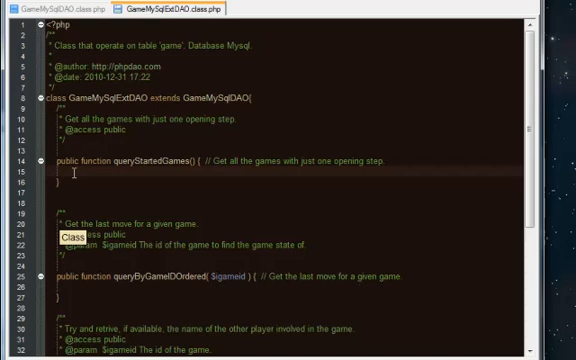 GameMySqlDAO.class.php GameMySqlExtDAO.class.php
1 <?php
2 /**
3 * Class that operate on table 'game'. Database Mysql.
4 *
5 * @author: http://phpdao.com
6 * @date: 2010-12-31 17:22
7 */
8 class GameMySqlExtDAO extends GameMySqlDAO{
9 /**
10 * Get all the games with just one opening step.
11 * @access public
12 */
13
14 public function queryStartedGames() { // Get all the games with just one opening step.
15
16 }
17
18
19 /**
20 * Get the last move for a given game.
21 ss public
Class
22 @param $igameid The id of the game to find the game state of.
23 */
24
25 public function queryByGameIDOrdered( $igameid ) { // Get the last move for a given game.
26
27 }
28
29 /**
30 * Try and retrive, if available, the name of the other player involved in the game.
31 * @access public
32 * @param $igameid The id of the game.